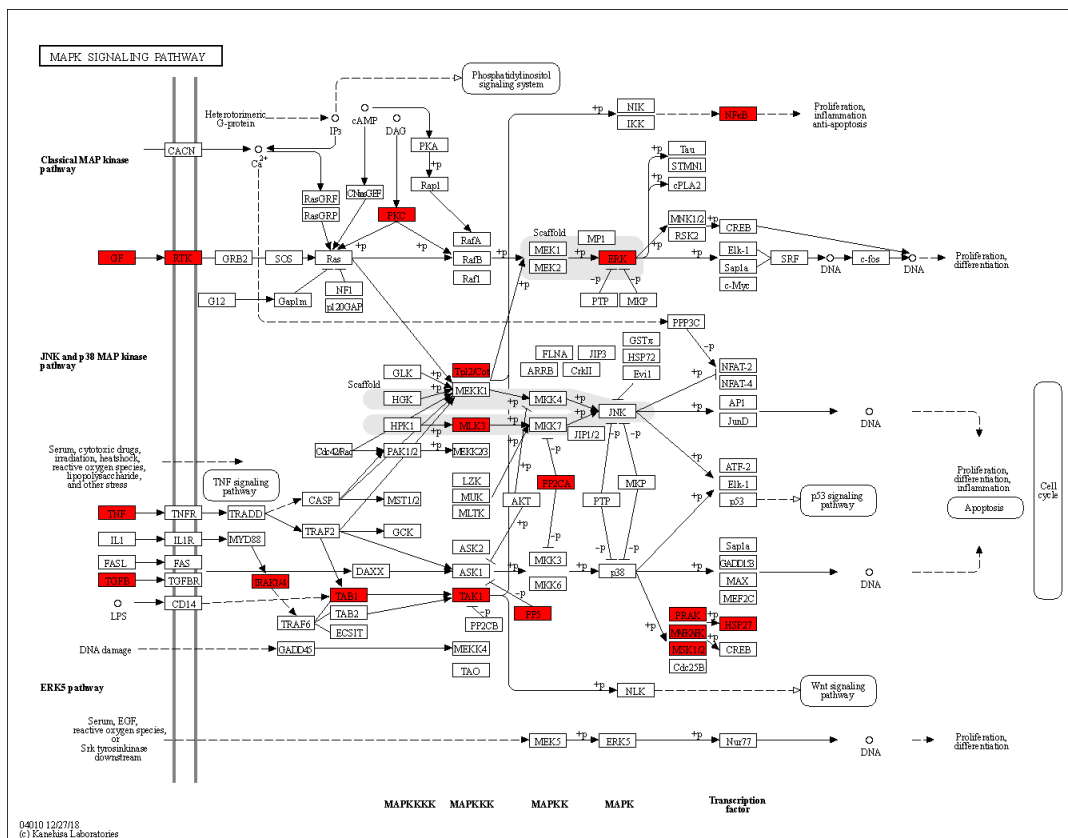 MAPK SIGNALING PATHWAY
Phosphatidylinositol
signaling system
Heterotorimeric
G-protein
IP3
cAMP
DAG
+p
NIK
IKK
NFκB
Proliferation,
inflammation
anti-apoptosis
Classical MAP kinase
pathway
CACN
Ca2+
PKA
+p
Rap1
+p
Tau
STMN1
cPLA2
RasGRF
RasGRP
CNrasGEF
PKC
RafA
RafB
Raf1
Scaffold
MP1
MNK1/2
RSK2
+p
CREB
GF
RTK
GRB2
SOS
Ras
+p
+p
+p
MEK1
MEK2
+p
ERK
+p
+p
Elk-1
Sap1a
c-Myc
SRF
DNA
c-fos
DNA
Proliferation,
differentiation
G12
Gap1m
NF1
p120GAP
-p
-p
PTP
MKP
PPP3C
-p
JNK and p38 MAP kinase
pathway
GLK
HGK
HPK1
Scaffold
Tpl2/Cot
MEKK1
MLK3
MEKK2/3
+p
+p
+p
+p
+p
FLNA
JIP3
ARRB
CrkII
GSTπ
HSP72
Evi1
NFAT-2
NFAT-4
MKK4
MKK7
+p
+p
JNK
JIP1/2
+p
+p
AP1
JunD
DNA
Cdc42/Rac
PAK1/2
Serum, cytotoxic drugs,
irradiation, heatshock,
reactive oxygen species,
lipopolysaccharide,
and other stress
TNF signaling
pathway
LZK
MUK
MLTK
AKT
+p
+p
-p
PP2CA
-p
-p
-p
PTP
MKP
-p
-p
+p
+p
ATF-2
Elk-1
p53
p53 signaling
pathway
Proliferation,
differentiation,
inflammation
Apoptosis
Cell
cycle
CASP
MST1/2
TNF
TNFR
TRADD
TRAF2
GCK
IL1
IL1R
MYD88
ASK2
ASK1
FASL
FAS
DAXX
MKK3
MKK6
+p
+p
p38
+p
Sap1a
GADD153
MAX
MEF2C
DNA
TGFB
TGFBR
IRAK1/4
LPS
CD14
TAB1
TAB2
ECSIT
TRAF6
TAK1
-p
-p
PP2CB
PP5
PRAK
MAPKAPK
MSK1/2
Cdc25B
+p
+p
+p
HSP27
CREB
DNA damage
GADD45
MEKK4
TAO
ERK5 pathway
+p
NLK
Wnt signaling
pathway
Serum, EGF,
reactive oxygen species,
or
Srk tyrosinkinase
downstream
MEK5
+p
ERK5
+p
Nur77
DNA
Proliferation,
differentiation
MAPKKKK
MAPKKK
MAPKK
MAPK
Transcription
factor
04010 12/27/18
(c) Kanehisa Laboratories